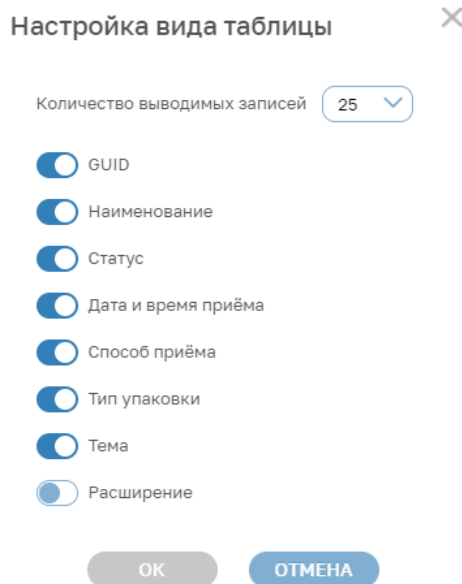 Настройка вида таблицы
Количество выводимых записей 25
GUID
Наименование
Статус
Дата и время приёма
Способ приёма
Тип упаковки
Тема
Расширение
ОК ОТМЕНА